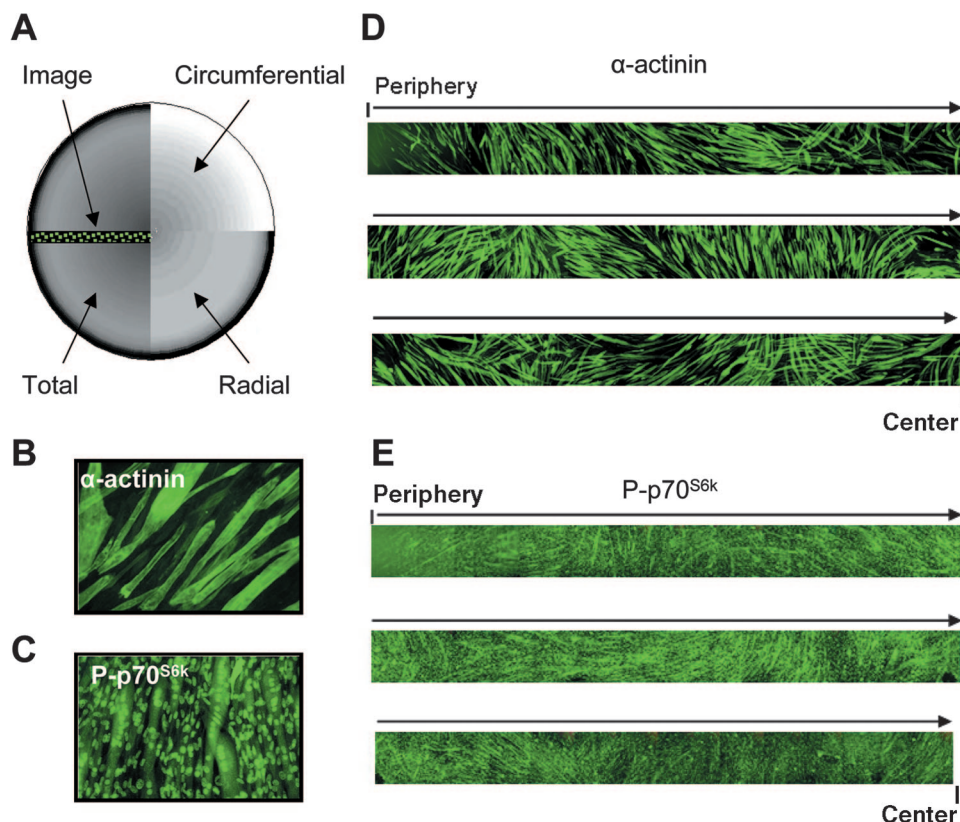 A
Image
Circumferential
Total
Radial
B
α-actinin
C
P-p70S6k
D
α-actinin
Periphery
Center
E
P-p70S6k
Periphery
Center